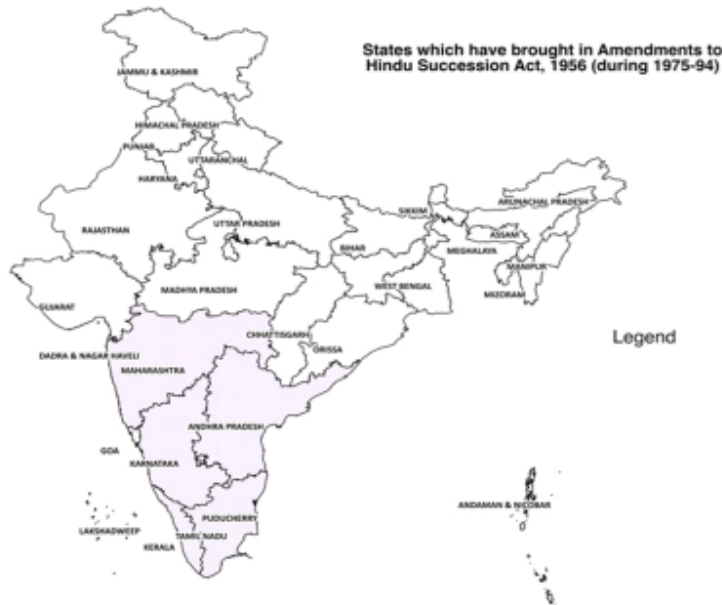 States which have brought in Amendments to
Hindu Succession Act, 1956 (during 1975-94)
JAMMU & KASHMIR
HIMACHAL PRADESH
PUNJAB
UTTARANCHAL
HARYANA
ARUNACHAL PRADESH
SIKKIM
RAJASTHAN
UTTAR PRADESH
ASSAM
BIHAR
MEGHALAYA
MANIPUR
MADHYA PRADESH
WEST BENGAL
MIZORAM
GUJARAT
CHHATTISGARH
Legend
ORISSA
DADRA & NAGAR HAVELI
MAHARASHTRA
ANDHRA PRADESH
GOA
KARNATAKA
ANDAMAN & NICOBAR
PUDUCHERRY
LAKSHADWEEP
TAMIL NADU
KERALA